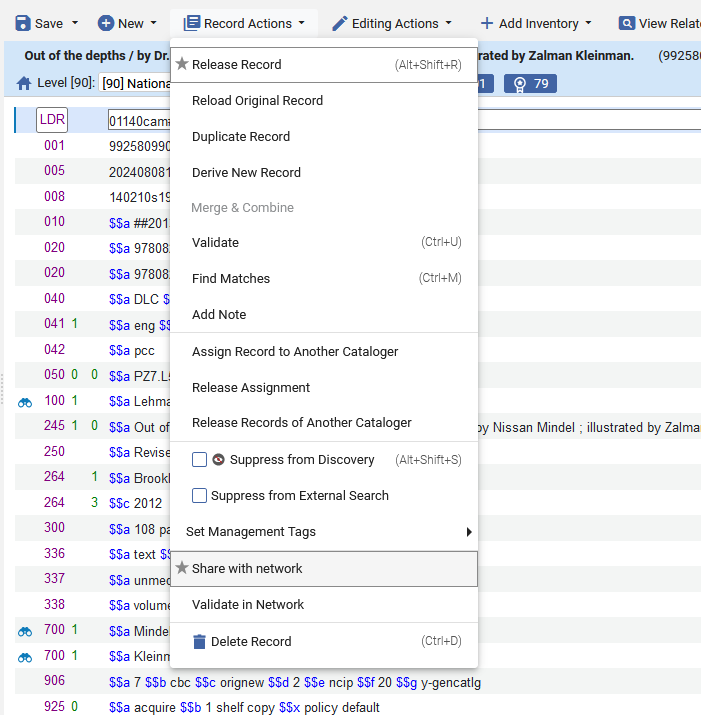 Save New Record Actions Editing Actions Add Inventory View Rela
Out of the depths / by Dr. rated by Zalman Kleinman. (99258
Level [90]: [90] Nationa 79
Release Record (Alt+Shift+R)
Reload Original Record
LDR 01140cam
Duplicate Record
001 992580990
005 202408081
Derive New Record
008 140210s19
Merge & Combine
010 $$a ##201
Validate (Ctrl+U)
020 $$a 97808
020 $$a 97808
Find Matches (Ctrl+M)
040 $$a DLC $
Add Note
041 1 $$a eng $$
042 $$a pcc
Assign Record to Another Cataloger
050 0 0 $$a PZ7.L
Release Assignment
100 1 $$a Lehma
Release Records of Another Cataloger
245 1 0 $$a Out of by Nissan Mindel ; illustrated by Zalma
250 $$a Revise
Suppress from Discovery (Alt+Shift+S)
264 1 $$a Brookl
Suppress from External Search
264 3 $$c 2012
300 $$a 108 pa
Set Management Tags
336 $$a text $$
Share with network
337 $$a unmed
338 $$a volume
Validate in Network
700 1 $$a Minde
Delete Record (Ctrl+D)
700 1 $$a Kleinm
906 $$a 7 $$b cbc $$c orignew $$d 2 $$e ncip $$f 20 $$g y-gencatlg
925 0 $$a acquire $$b 1 shelf copy $$x policy default